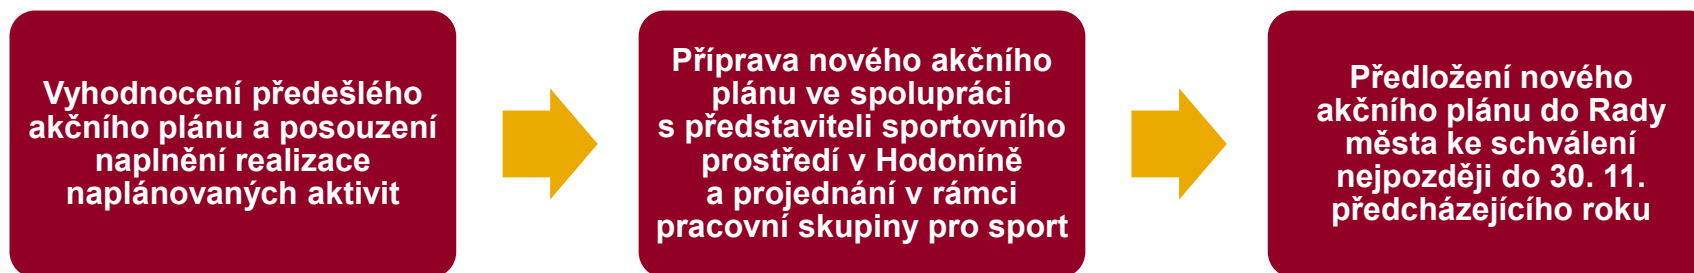 Vyhodnocení předešlého
akčního plánu a posouzení
naplnění realizace
naplánovaných aktivit
Příprava nového akčního
plánu ve spolupráci
s představiteli sportovního
prostředí v Hodoníně
a projednání v rámci
pracovní skupiny pro sport
Předložení nového
akčního plánu do Rady
města ke schválení
nejpozději do 30. 11.
předcházejícího roku